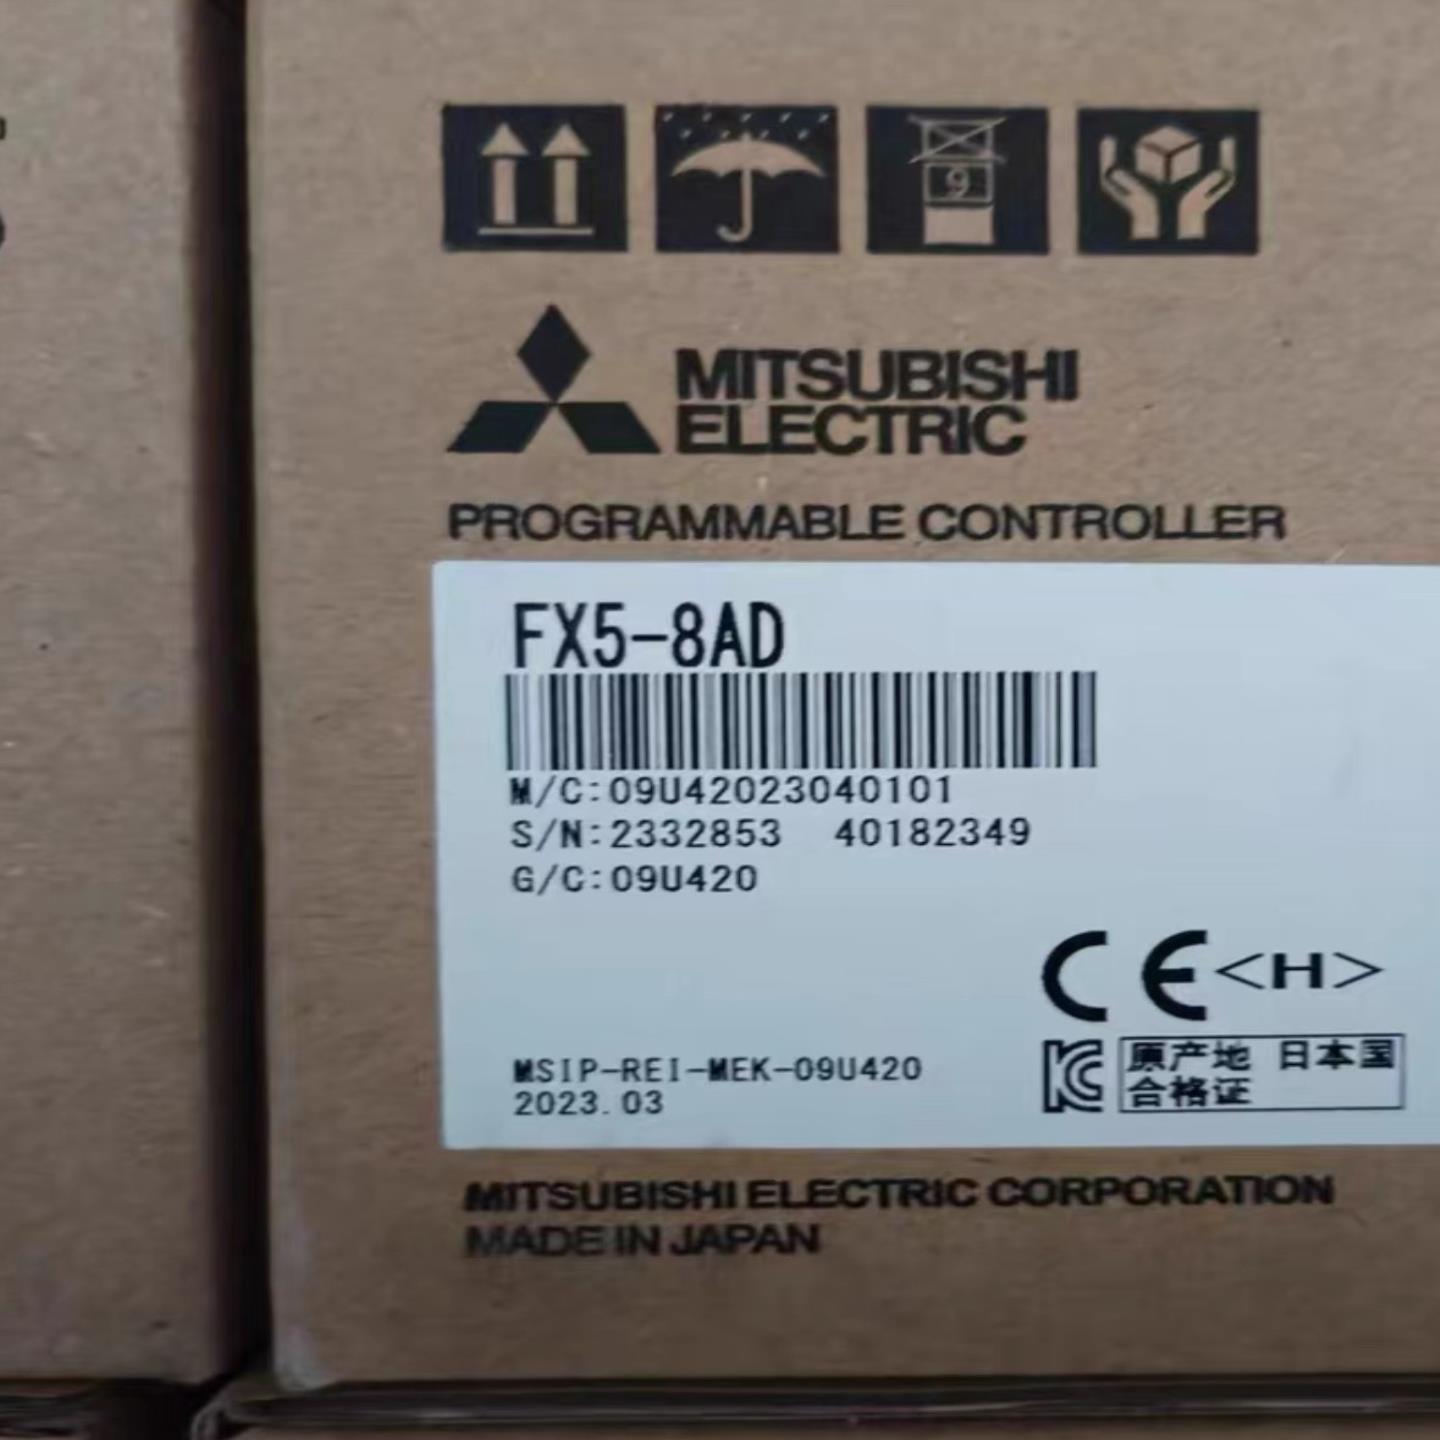 9
MITSUBISHI
ELECTRIC
PROGRAMMABLE CONTROLLER
FX5-8AD
M/C:09U42023040101
S/N:2332853 40182349
G/C:09U420
CE<H>
MSIP-REI-MEK-09U420
2023.03
KC
原产地 日本国
合格证
MITSUBISHI ELECTRIC CORPORATION
MADE IN JAPAN